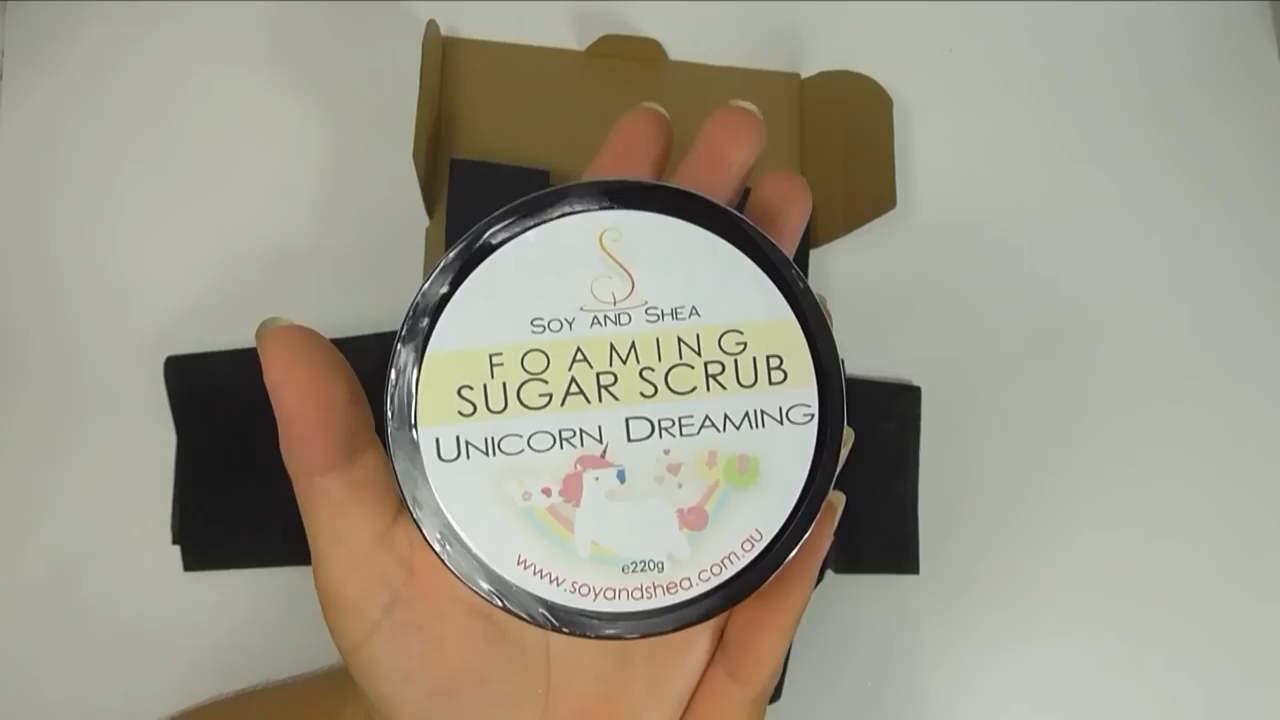 SOY AND SHEA
FOAMING
SUGAR SCRUB
UNICORN DREAMING
e220g
www.soyandshea.com.au